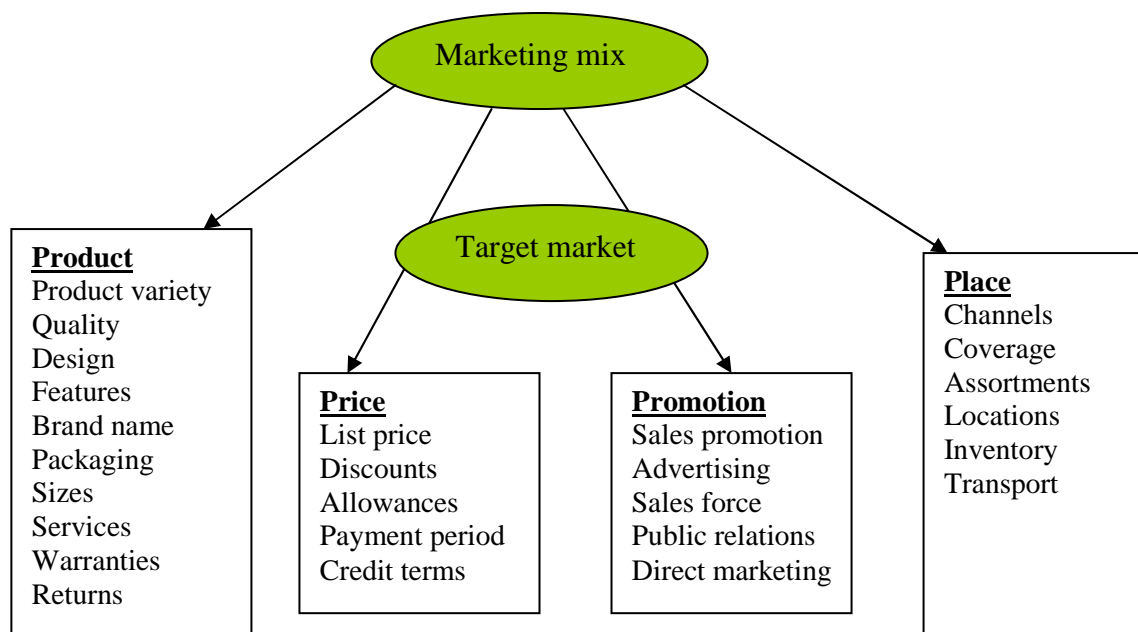 Marketing mix
Target market
Product
Product variety
Quality
Design
Features
Brand name
Packaging
Sizes
Services
Warranties
Returns
Price
List price
Discounts
Allowances
Payment period
Credit terms
Promotion
Sales promotion
Advertising
Sales force
Public relations
Direct marketing
Place
Channels
Coverage
Assortments
Locations
Inventory
Transport